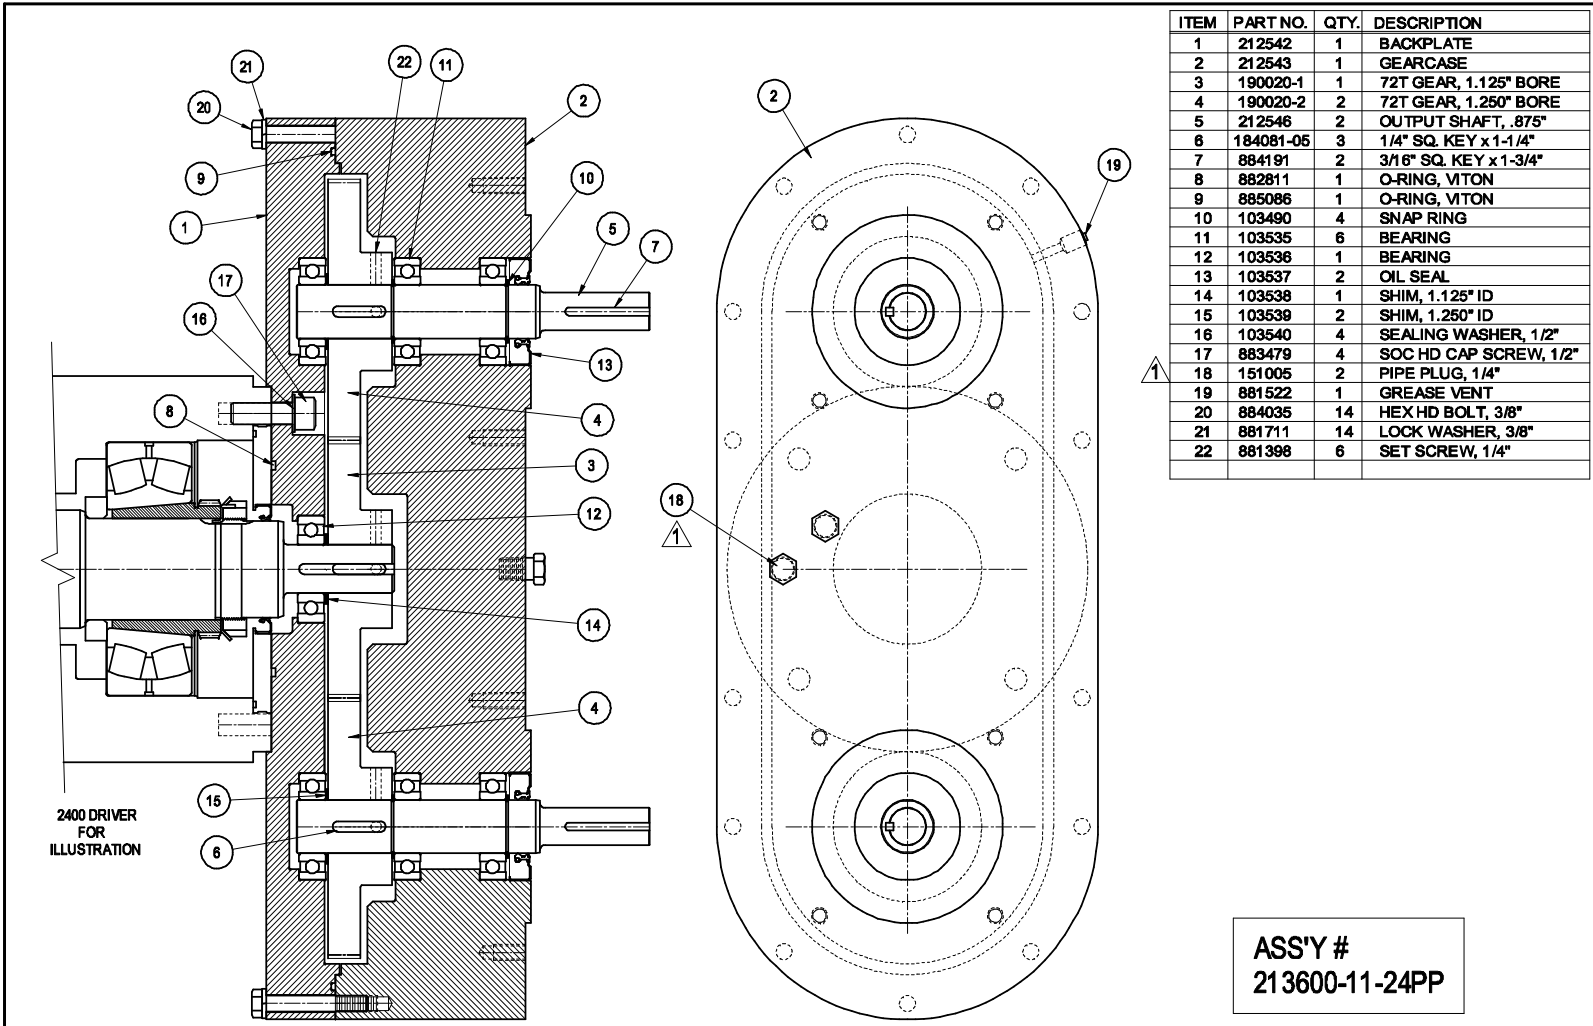 ITEM PART NO. QTY. DESCRIPTION
1 212542 1 BACKPLATE
2 212543 1 GEARCASE
3 190020-1 1 72T GEAR, 1.125" BORE
4 190020-2 2 72T GEAR, 1.250" BORE
5 212546 2 OUTPUT SHAFT, .875"
6 184081-05 3 1/4" SQ. KEY x 1-1/4"
7 884191 2 3/16" SQ. KEY x 1-3/4"
8 882811 1 O-RING, VITON
9 885086 1 O-RING, VITON
10 103490 4 SNAP RING
11 103535 6 BEARING
12 103536 1 BEARING
13 103537 2 OIL SEAL
14 103538 1 SHIM, 1.125" ID
15 103539 2 SHIM, 1.250" ID
16 103540 4 SEALING WASHER, 1/2"
17 883479 4 SOC HD CAP SCREW, 1/2"
1
18 151005 2 PIPE PLUG, 1/4"
19 881522 1 GREASE VENT
20 884035 14 HEX HD BOLT, 3/8"
21 881711 14 LOCK WASHER, 3/8"
22 881398 6 SET SCREW, 1/4"
21
22
11
20
2
9
10
1
5
7
17
16
13
8
4
3
12
14
4
15
6
2
19
18
1
2400 DRIVER
FOR
ILLUSTRATION
ASS'Y #
213600-11-24PP